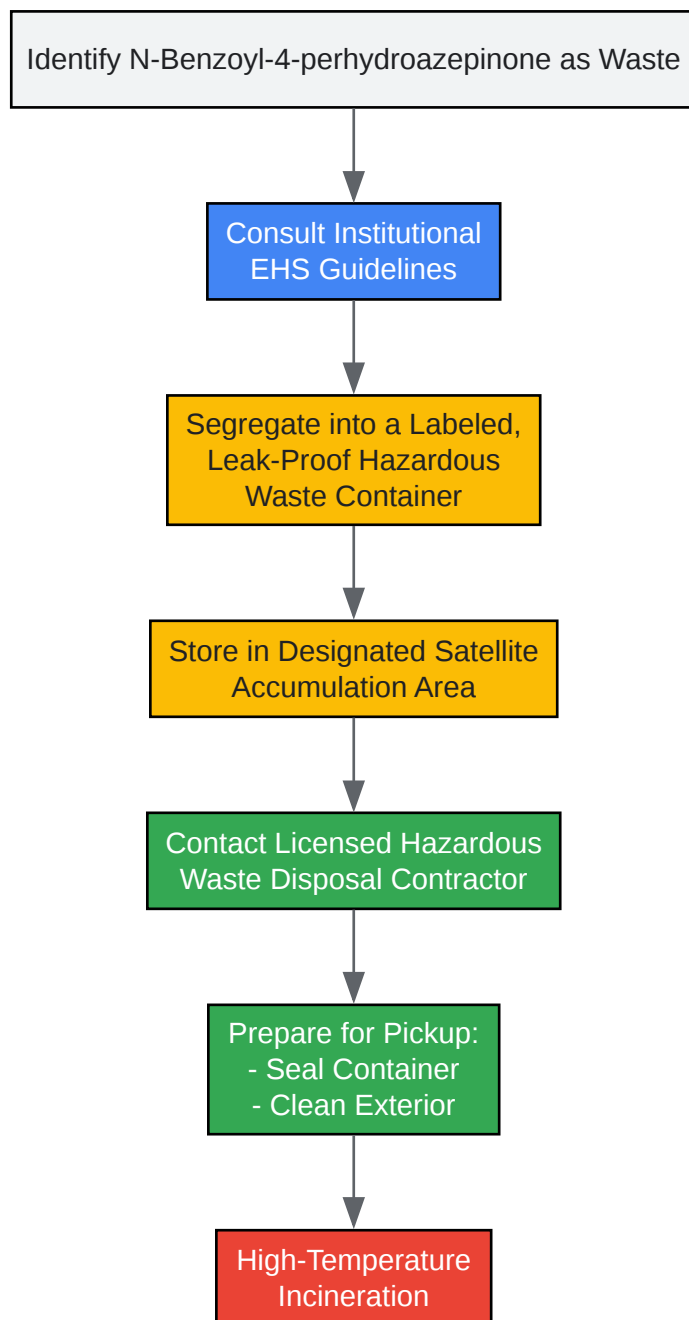 Identify N-Benzoyl-4-perhydroazepinone as Waste
Consult Institutional
EHS Guidelines
Segregate into a Labeled,
Leak-Proof Hazardous
Waste Container
Store in Designated Satellite
Accumulation Area
Contact Licensed Hazardous
Waste Disposal Contractor
Prepare for Pickup:
- Seal Container
- Clean Exterior
High-Temperature
Incineration